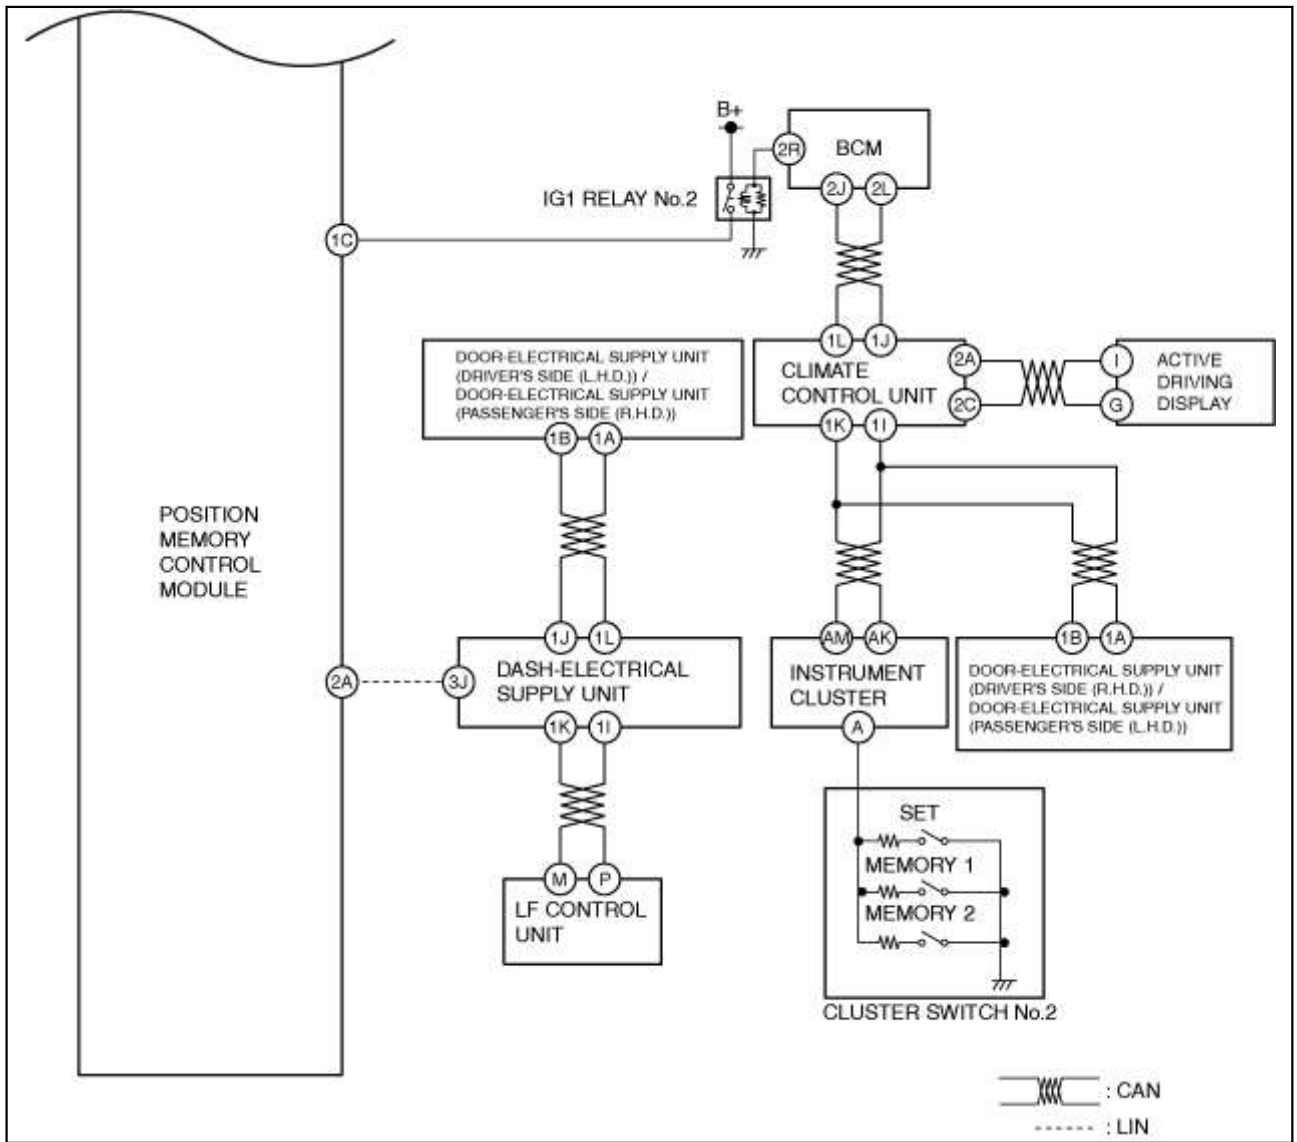 B+
2R
BCM
2J
2L
IG1 RELAY No.2
1C
1L
1J
DOOR-ELECTRICAL SUPPLY UNIT
(DRIVER'S SIDE (L.H.D.)) /
DOOR-ELECTRICAL SUPPLY UNIT
(PASSENGER'S SIDE (R.H.D.))
1B
1A
CLIMATE
CONTROL UNIT
2A
2C
1K
1I
I
G
ACTIVE
DRIVING
DISPLAY
POSITION
MEMORY
CONTROL
MODULE
2A
3J
1J
1L
DASH-ELECTRICAL
SUPPLY UNIT
1K
1I
AM
AK
INSTRUMENT
CLUSTER
A
1B
1A
DOOR-ELECTRICAL SUPPLY UNIT
(DRIVER'S SIDE (R.H.D.)) /
DOOR-ELECTRICAL SUPPLY UNIT
(PASSENGER'S SIDE (L.H.D.))
M
P
LF CONTROL
UNIT
SET
MEMORY 1
MEMORY 2
CLUSTER SWITCH No.2
: CAN
: LIN